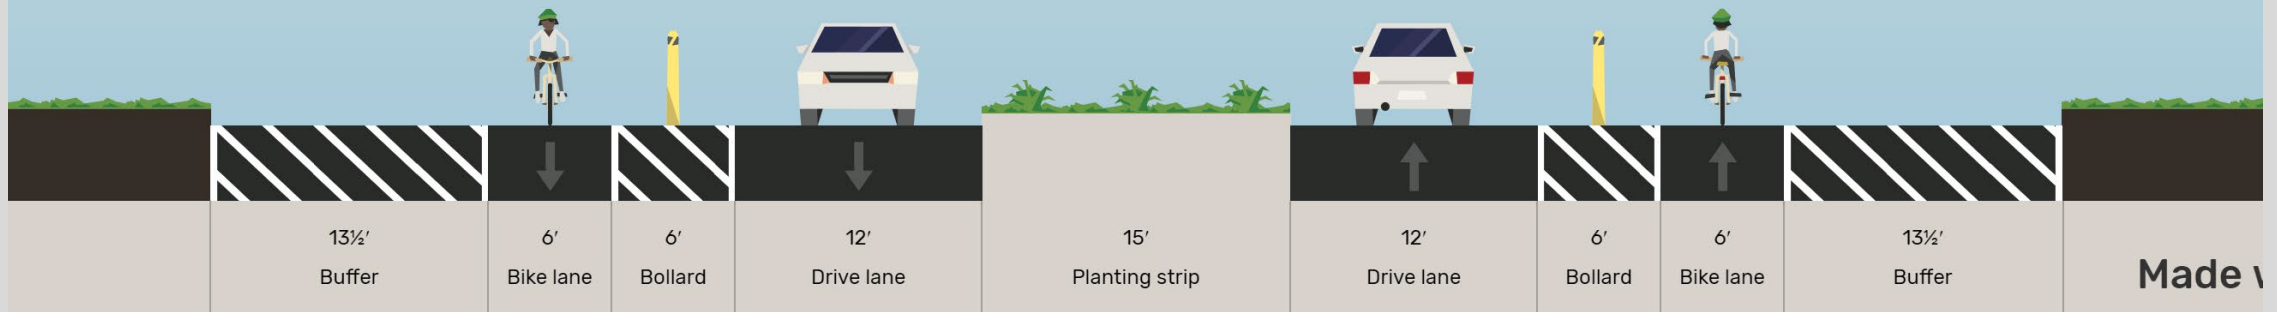 13½′ 6′ 6′ 12′ 15′ 12′ 6′ 6′ 13½′
Buffer Bike lane Bollard Drive lane Planting strip Drive lane Bollard Bike lane Buffer
Made